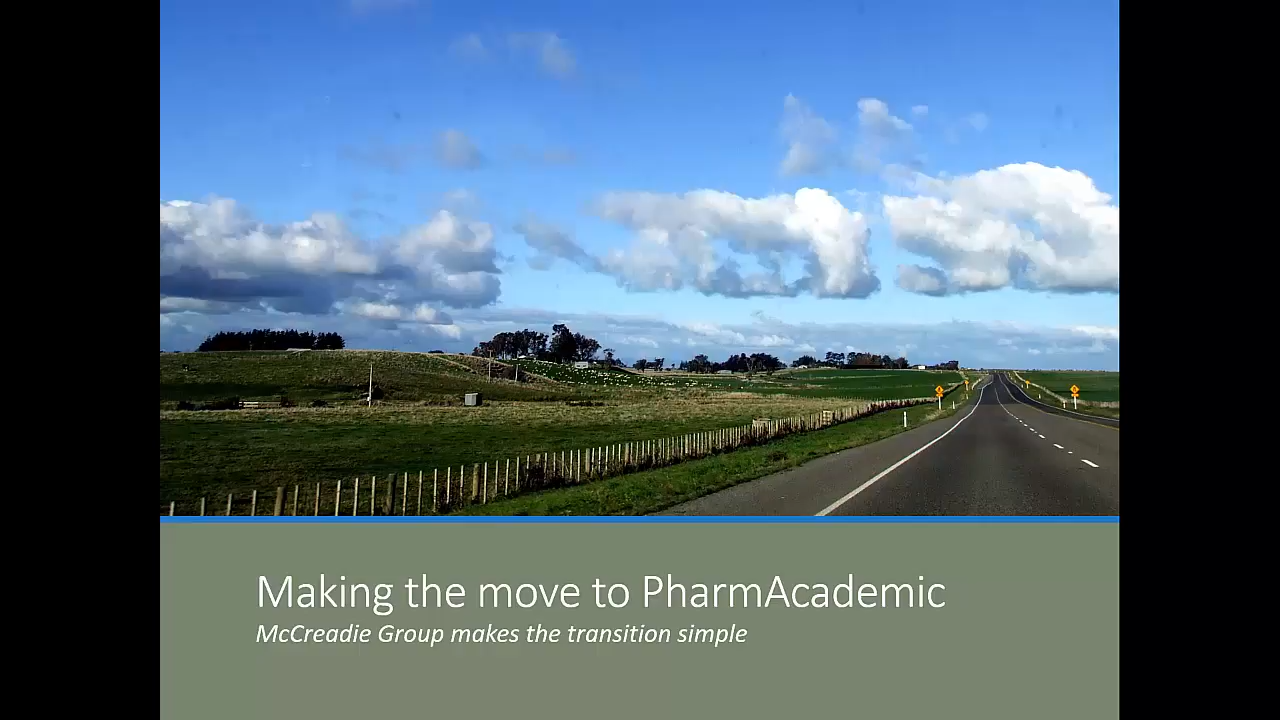 Making the move to PharmAcademic
McCreadie Group makes the transition simple